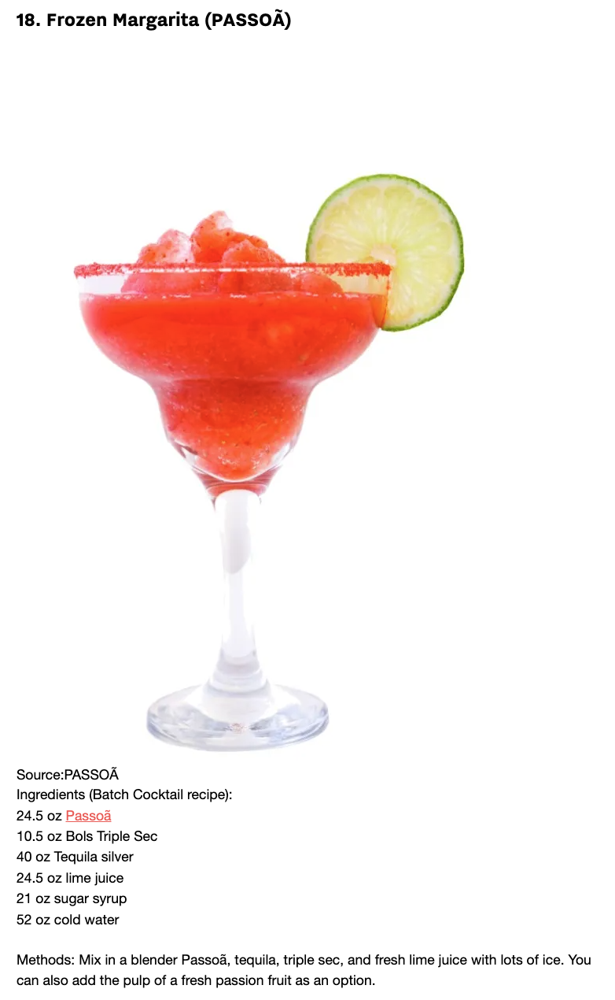 18. Frozen Margarita (PASSOÃ)
Source:PASSOÃ
Ingredients (Batch Cocktail recipe):
24.5 oz Passoã
10.5 oz Bols Triple Sec
40 oz Tequila silver
24.5 oz lime juice
21 oz sugar syrup
52 oz cold water
Methods: Mix in a blender Passoã, tequila, triple sec, and fresh lime juice with lots of ice. You
can also add the pulp of a fresh passion fruit as an option.